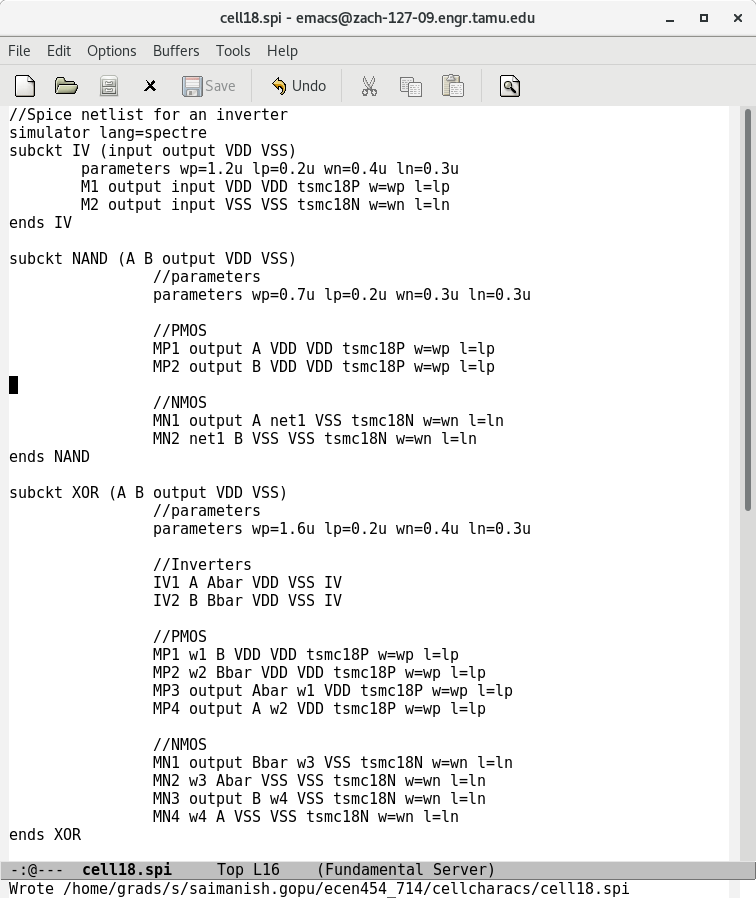 cell18.spi - emacs@zach-127-09.engr.tamu.edu
File Edit Options Buffers Tools Help
Save Undo
//Spice netlist for an inverter
simulator lang=spectre
subckt IV (input output VDD VSS)
parameters wp=1.2u lp=0.2u wn=0.4u ln=0.3u
M1 output input VDD VDD tsmc18P w=wp l=lp
M2 output input VSS VSS tsmc18N w=wn l=ln
ends IV
subckt NAND (A B output VDD VSS)
//parameters
parameters wp=0.7u lp=0.2u wn=0.3u ln=0.3u
//PMOS
MP1 output A VDD VDD tsmc18P w=wp l=lp
MP2 output B VDD VDD tsmc18P w=wp l=lp
//NMOS
MN1 output A net1 VSS tsmc18N w=wn l=ln
MN2 net1 B VSS VSS tsmc18N w=wn l=ln
ends NAND
subckt XOR (A B output VDD VSS)
//parameters
parameters wp=1.6u lp=0.2u wn=0.4u ln=0.3u
//Inverters
IV1 A Abar VDD VSS IV
IV2 B Bbar VDD VSS IV
//PMOS
MP1 w1 B VDD VDD tsmc18P w=wp l=lp
MP2 w2 Bbar VDD VDD tsmc18P w=wp l=lp
MP3 output Abar w1 VDD tsmc18P w=wp l=lp
MP4 output A w2 VDD tsmc18P w=wp l=lp
//NMOS
MN1 output Bbar w3 VSS tsmc18N w=wn l=ln
MN2 w3 Abar VSS VSS tsmc18N w=wn l=ln
MN3 output B w4 VSS tsmc18N w=wn l=ln
MN4 w4 A VSS VSS tsmc18N w=wn l=ln
ends XOR
-:@--- cell18.spi Top L16 (Fundamental Server)
Wrote /home/grads/s/saimanish.gopu/ecen454_714/cellcharacs/cell18.spi